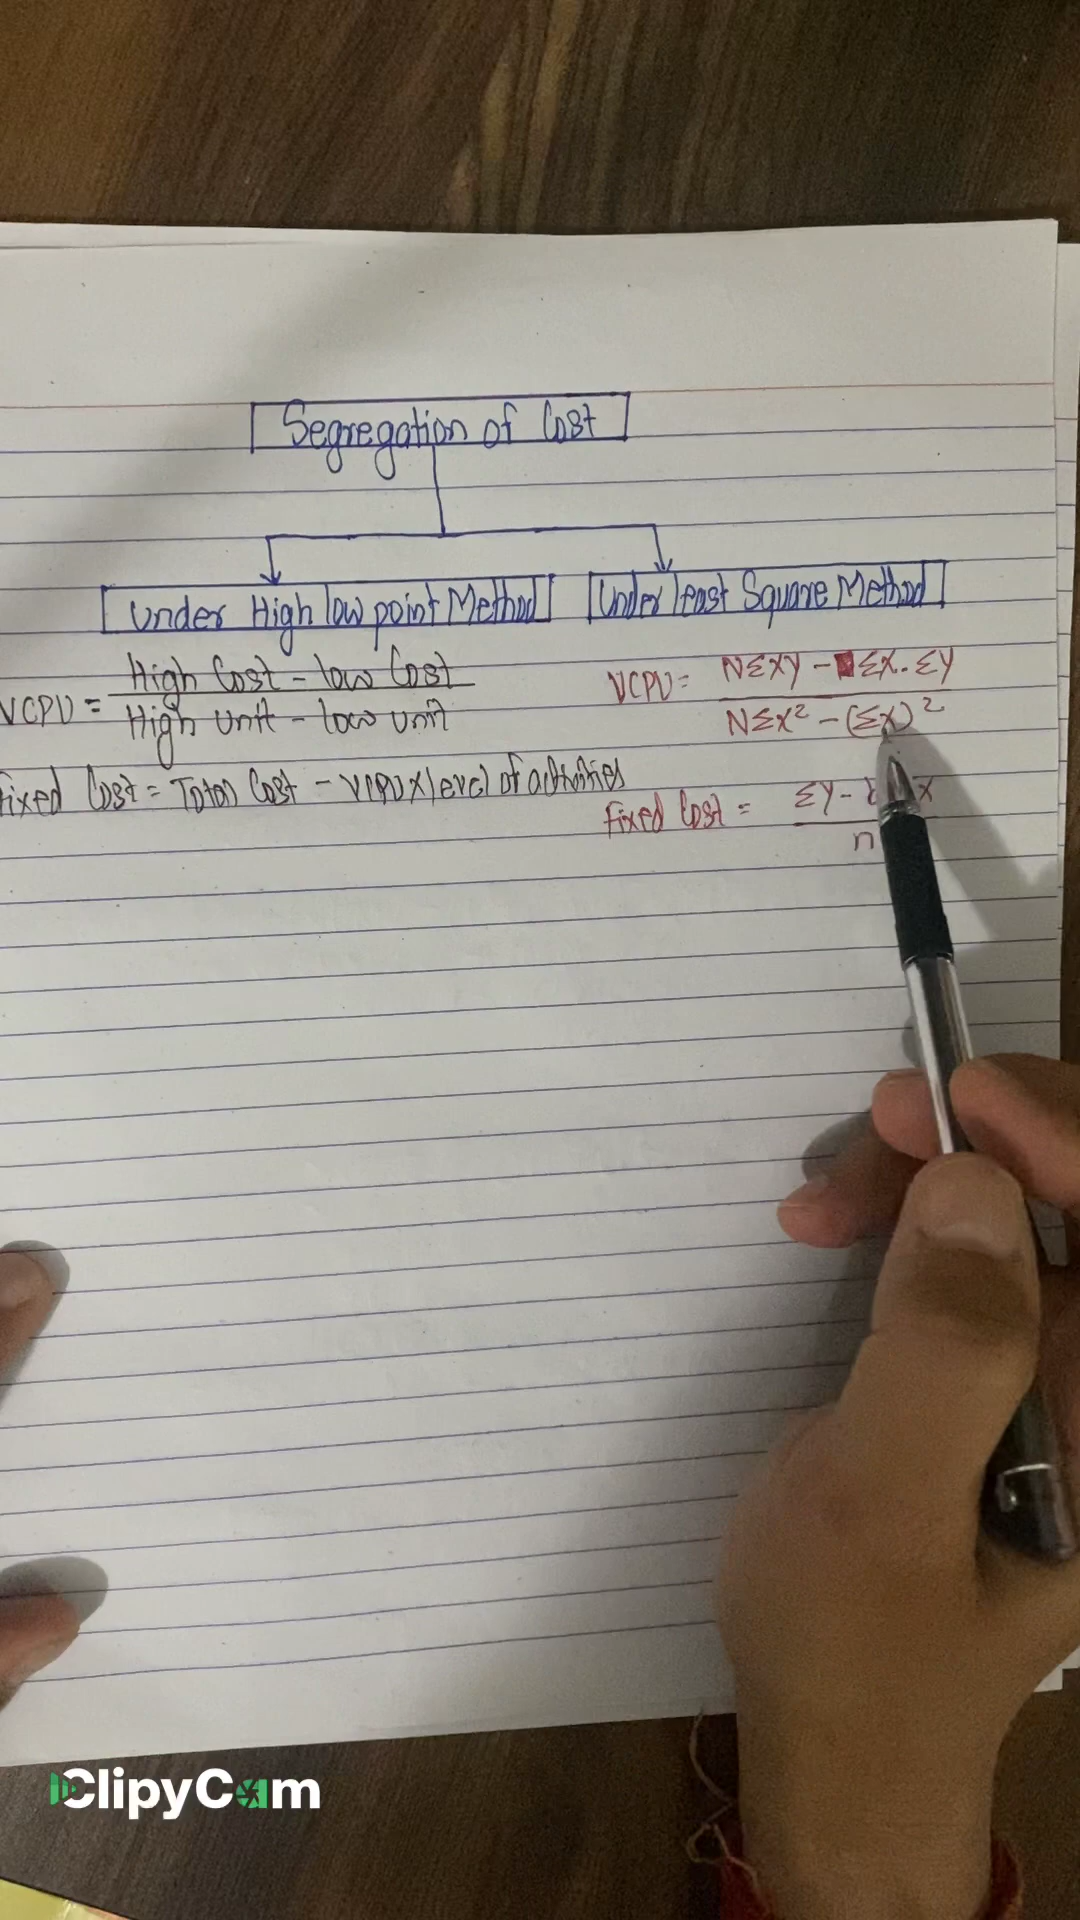 Segregation of Cost
Under High low point Method
Under least Square Method
VCPU = High Cost - low Cost
High Unit - low unit
Fixed Cost = Total Cost - VCPU X level of activities
VCPU = NΣXY - ΣX.ΣY
NΣX² - (ΣX)²
Fixed Cost = ΣY - X
n
ClipyCam